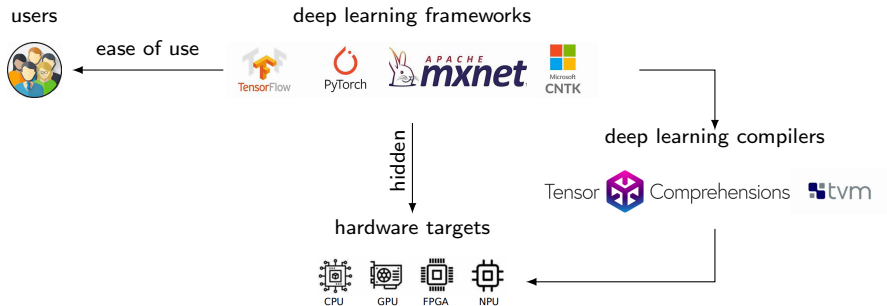 users
deep learning frameworks
ease of use
TensorFlow
PyTorch
APACHE
mxnet
Microsoft
CNTK
hidden
deep learning compilers
Tensor Comprehensions
tvm
hardware targets
CPU GPU FPGA NPU